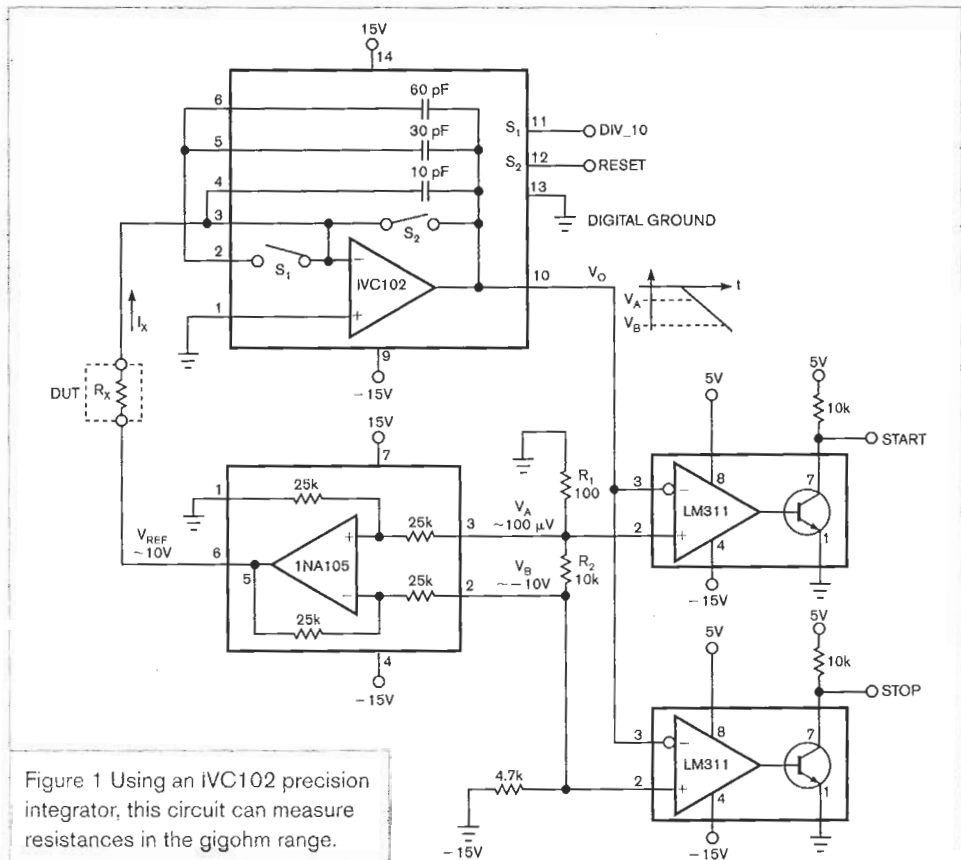 15V
14
6
60 pF
5
30 pF
4
10 pF
3
S2
2
S1
IVC102
−
+
1
9
−15V
S1
11
DIV_10
S2
12
RESET
13
DIGITAL GROUND
10
VO
t
VA
VB
IX
DUT
RX
15V
7
1
25k
VREF
~10V
6
5
1NA105
+
−
25k
25k
25k
4
−15V
3
VA
~100 µV
VB
~−10V
2
R1
100
R2
10k
5V
8
3
−
2
+
LM311
4
−15V
5V
10k
START
7
1
5V
8
3
−
2
+
LM311
4
−15V
5V
10k
STOP
7
1
4.7k
−15V
Figure 1 Using an IVC102 precision
integrator, this circuit can measure
resistances in the gigohm range.